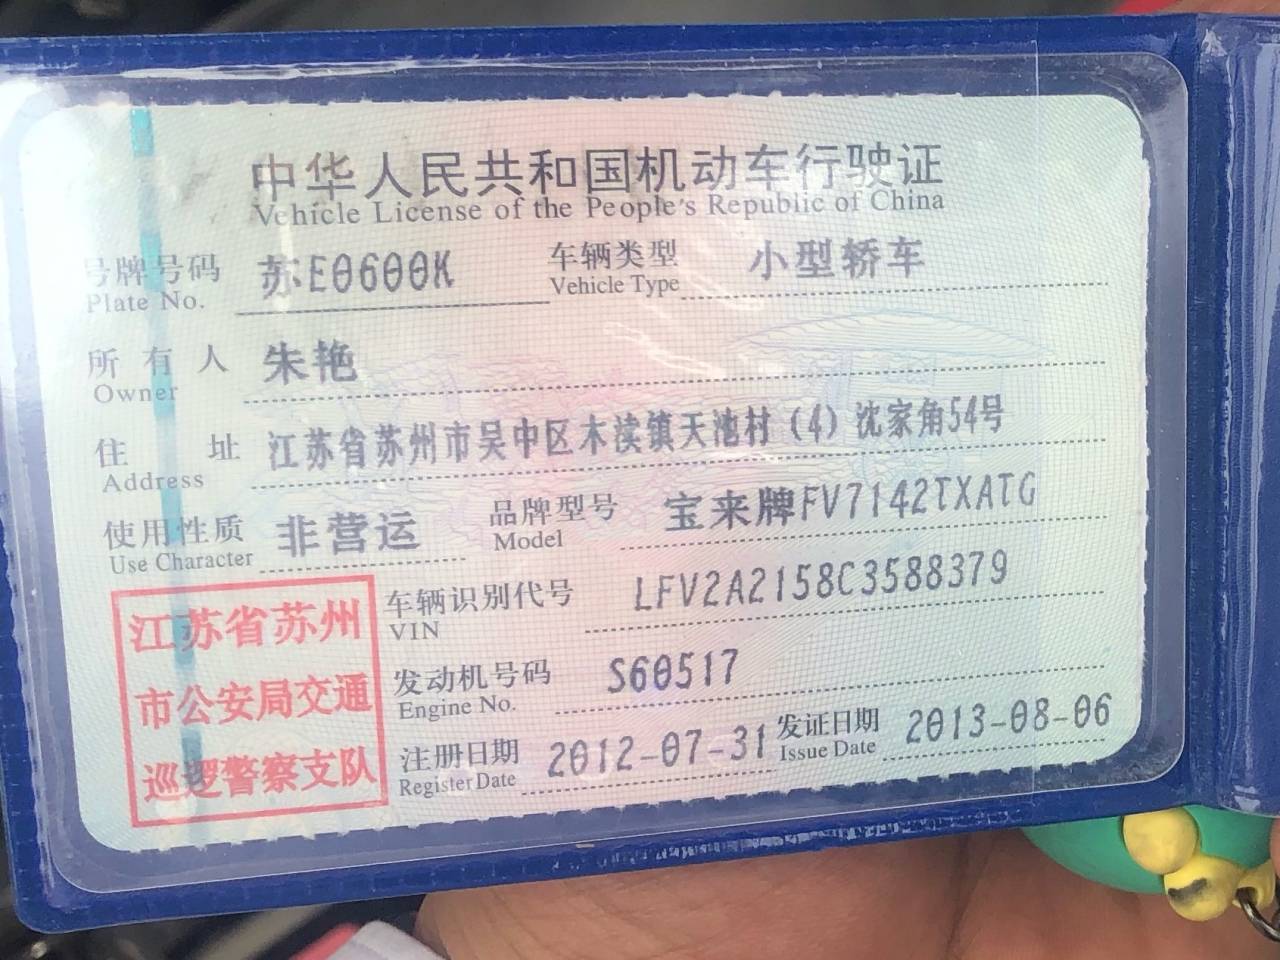 中华人民共和国机动车行驶证
Vehicle License of the People's Republic of China
号牌号码 苏E0600K 车辆类型 小型轿车
Plate No. Vehicle Type
所有人 朱艳
Owner
住址 江苏省苏州市吴中区木渎镇天池村（4）沈家角54号
Address
使用性质 非营运 品牌型号 宝来牌FV7142TXATG
Use Character Model
江苏省苏州
市公安局交通
巡逻警察支队
车辆识别代号 LFV2A2158C3588379
VIN
发动机号码 S60517
Engine No.
注册日期 2012-07-31 发证日期 2013-08-06
Register Date Issue Date